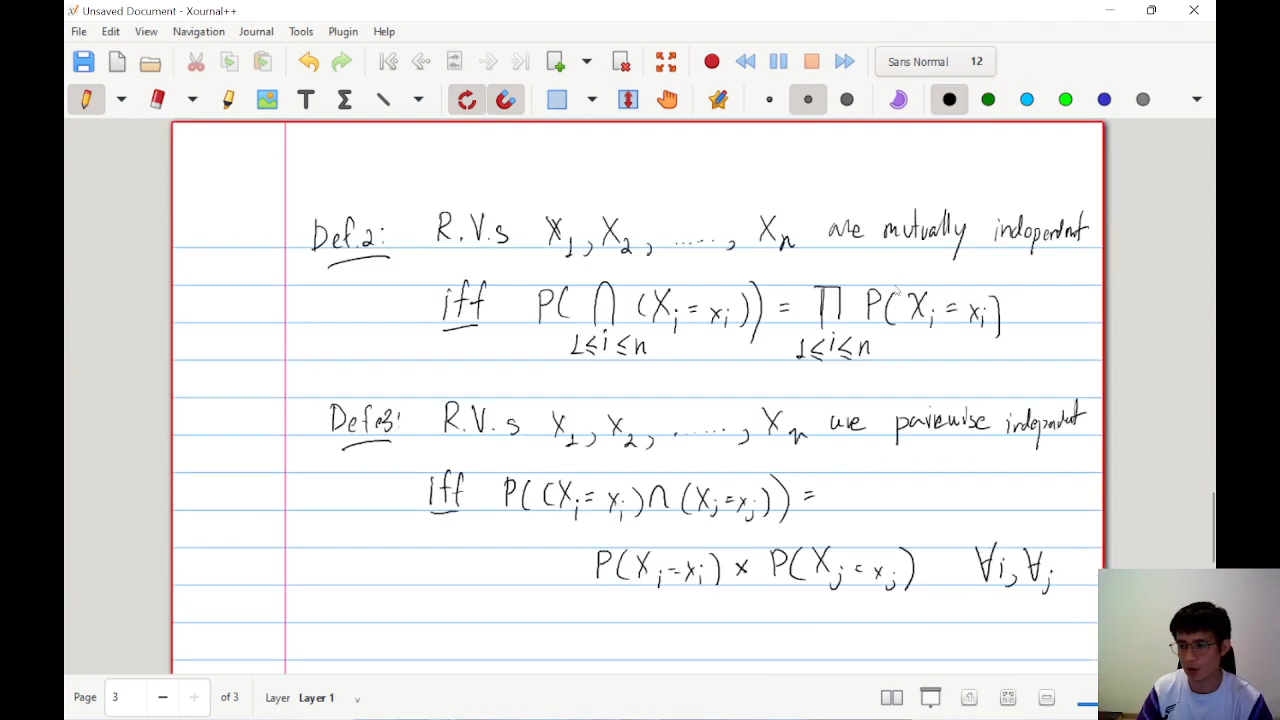 Unsaved Document - Xournal++
File Edit View Navigation Journal Tools Plugin Help
Sans Normal 12
Def.2: R.V.s X₁, X₂, ......, Xₙ are mutually independent
iff P( ⋂ (Xᵢ = xᵢ)) = ∏ P(Xᵢ = xᵢ)
1≤i≤n 1≤i≤n
Def.3: R.V.s X₁, X₂, ......, Xₙ are pairwise independent
iff P((Xᵢ = xᵢ) ∩ (Xⱼ = xⱼ)) =
P(Xᵢ = xᵢ) × P(Xⱼ = xⱼ) ∀i, ∀j
Page 3 of 3 Layer Layer 1